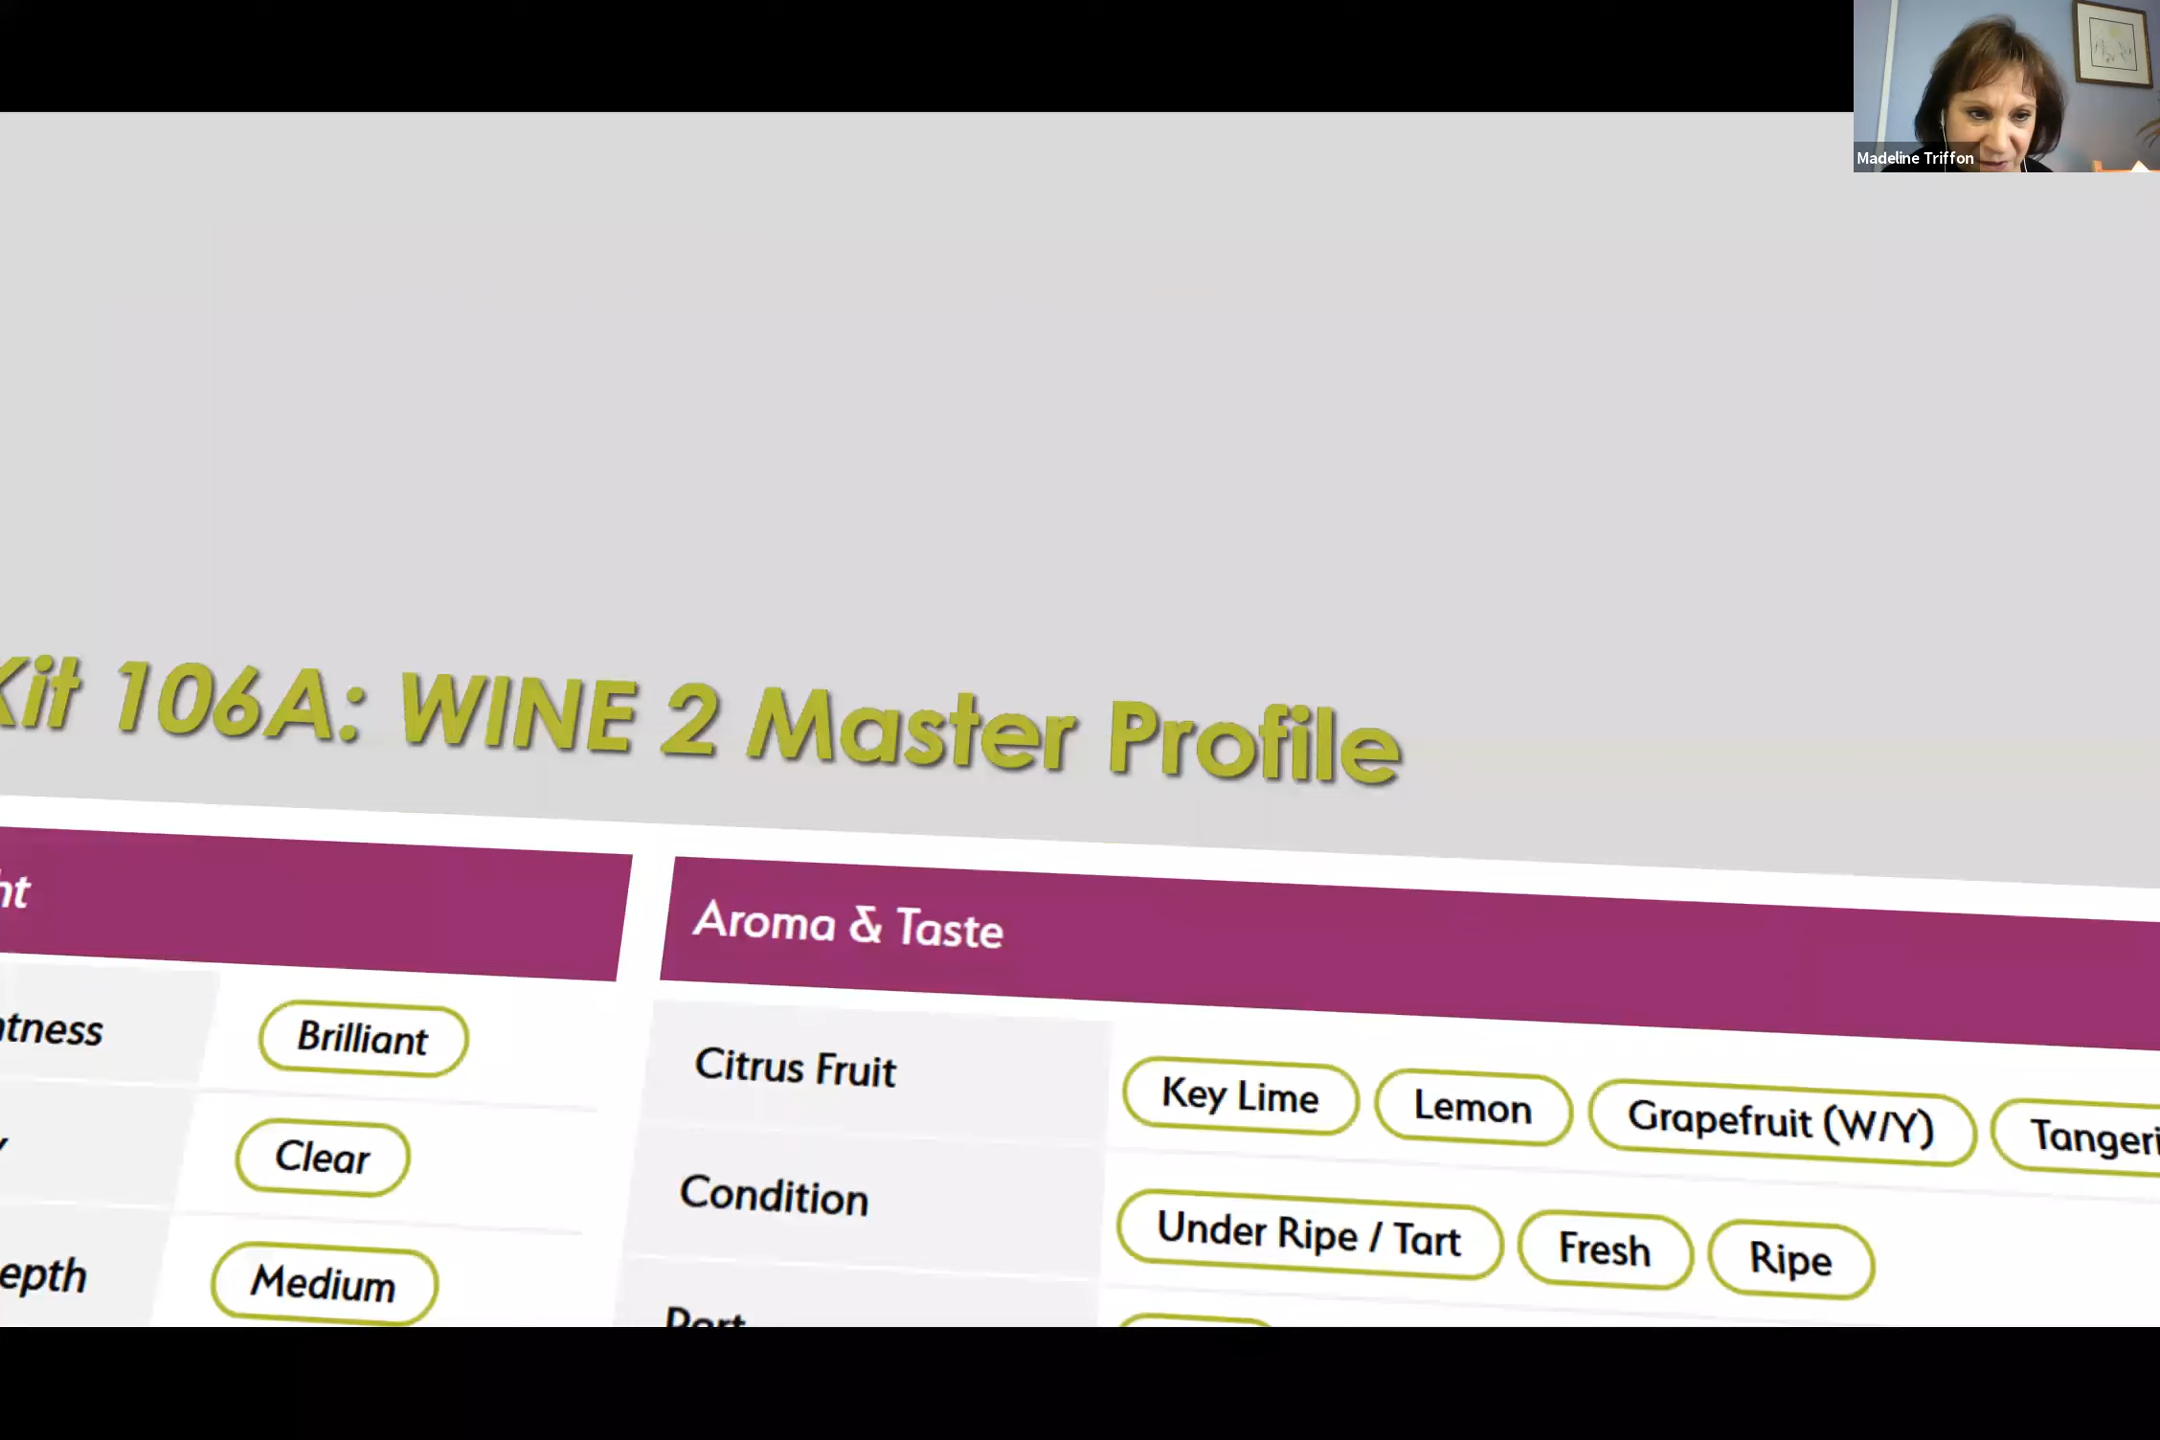 Madeline Triffon
Kit 106A: WINE 2 Master Profile
Aroma & Taste
Brilliant
Citrus Fruit
Key Lime
Lemon
Grapefruit (W/Y)
Clear
Condition
Under Ripe / Tart
Fresh
Ripe
Medium